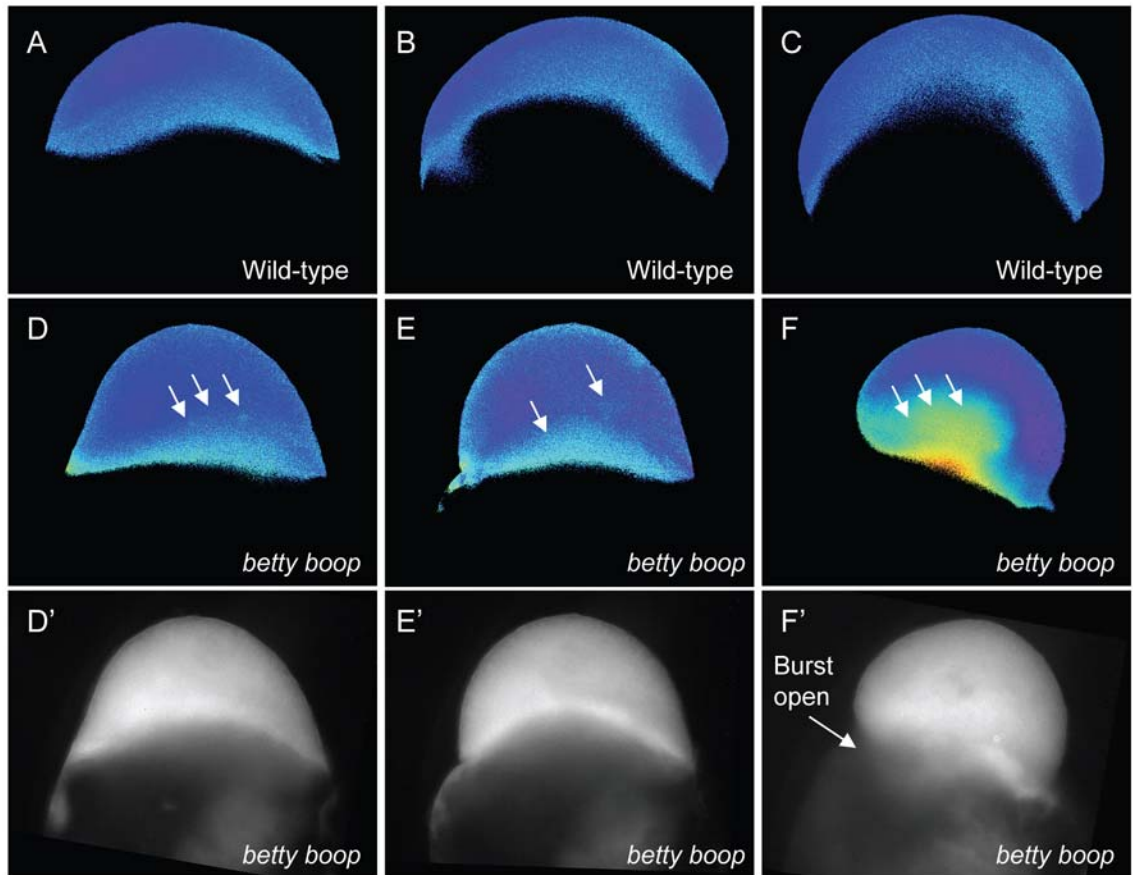 A
Wild-type
B
Wild-type
C
Wild-type
D
betty boop
E
betty boop
F
betty boop
D'
betty boop
E'
betty boop
F'
Burst
open
betty boop